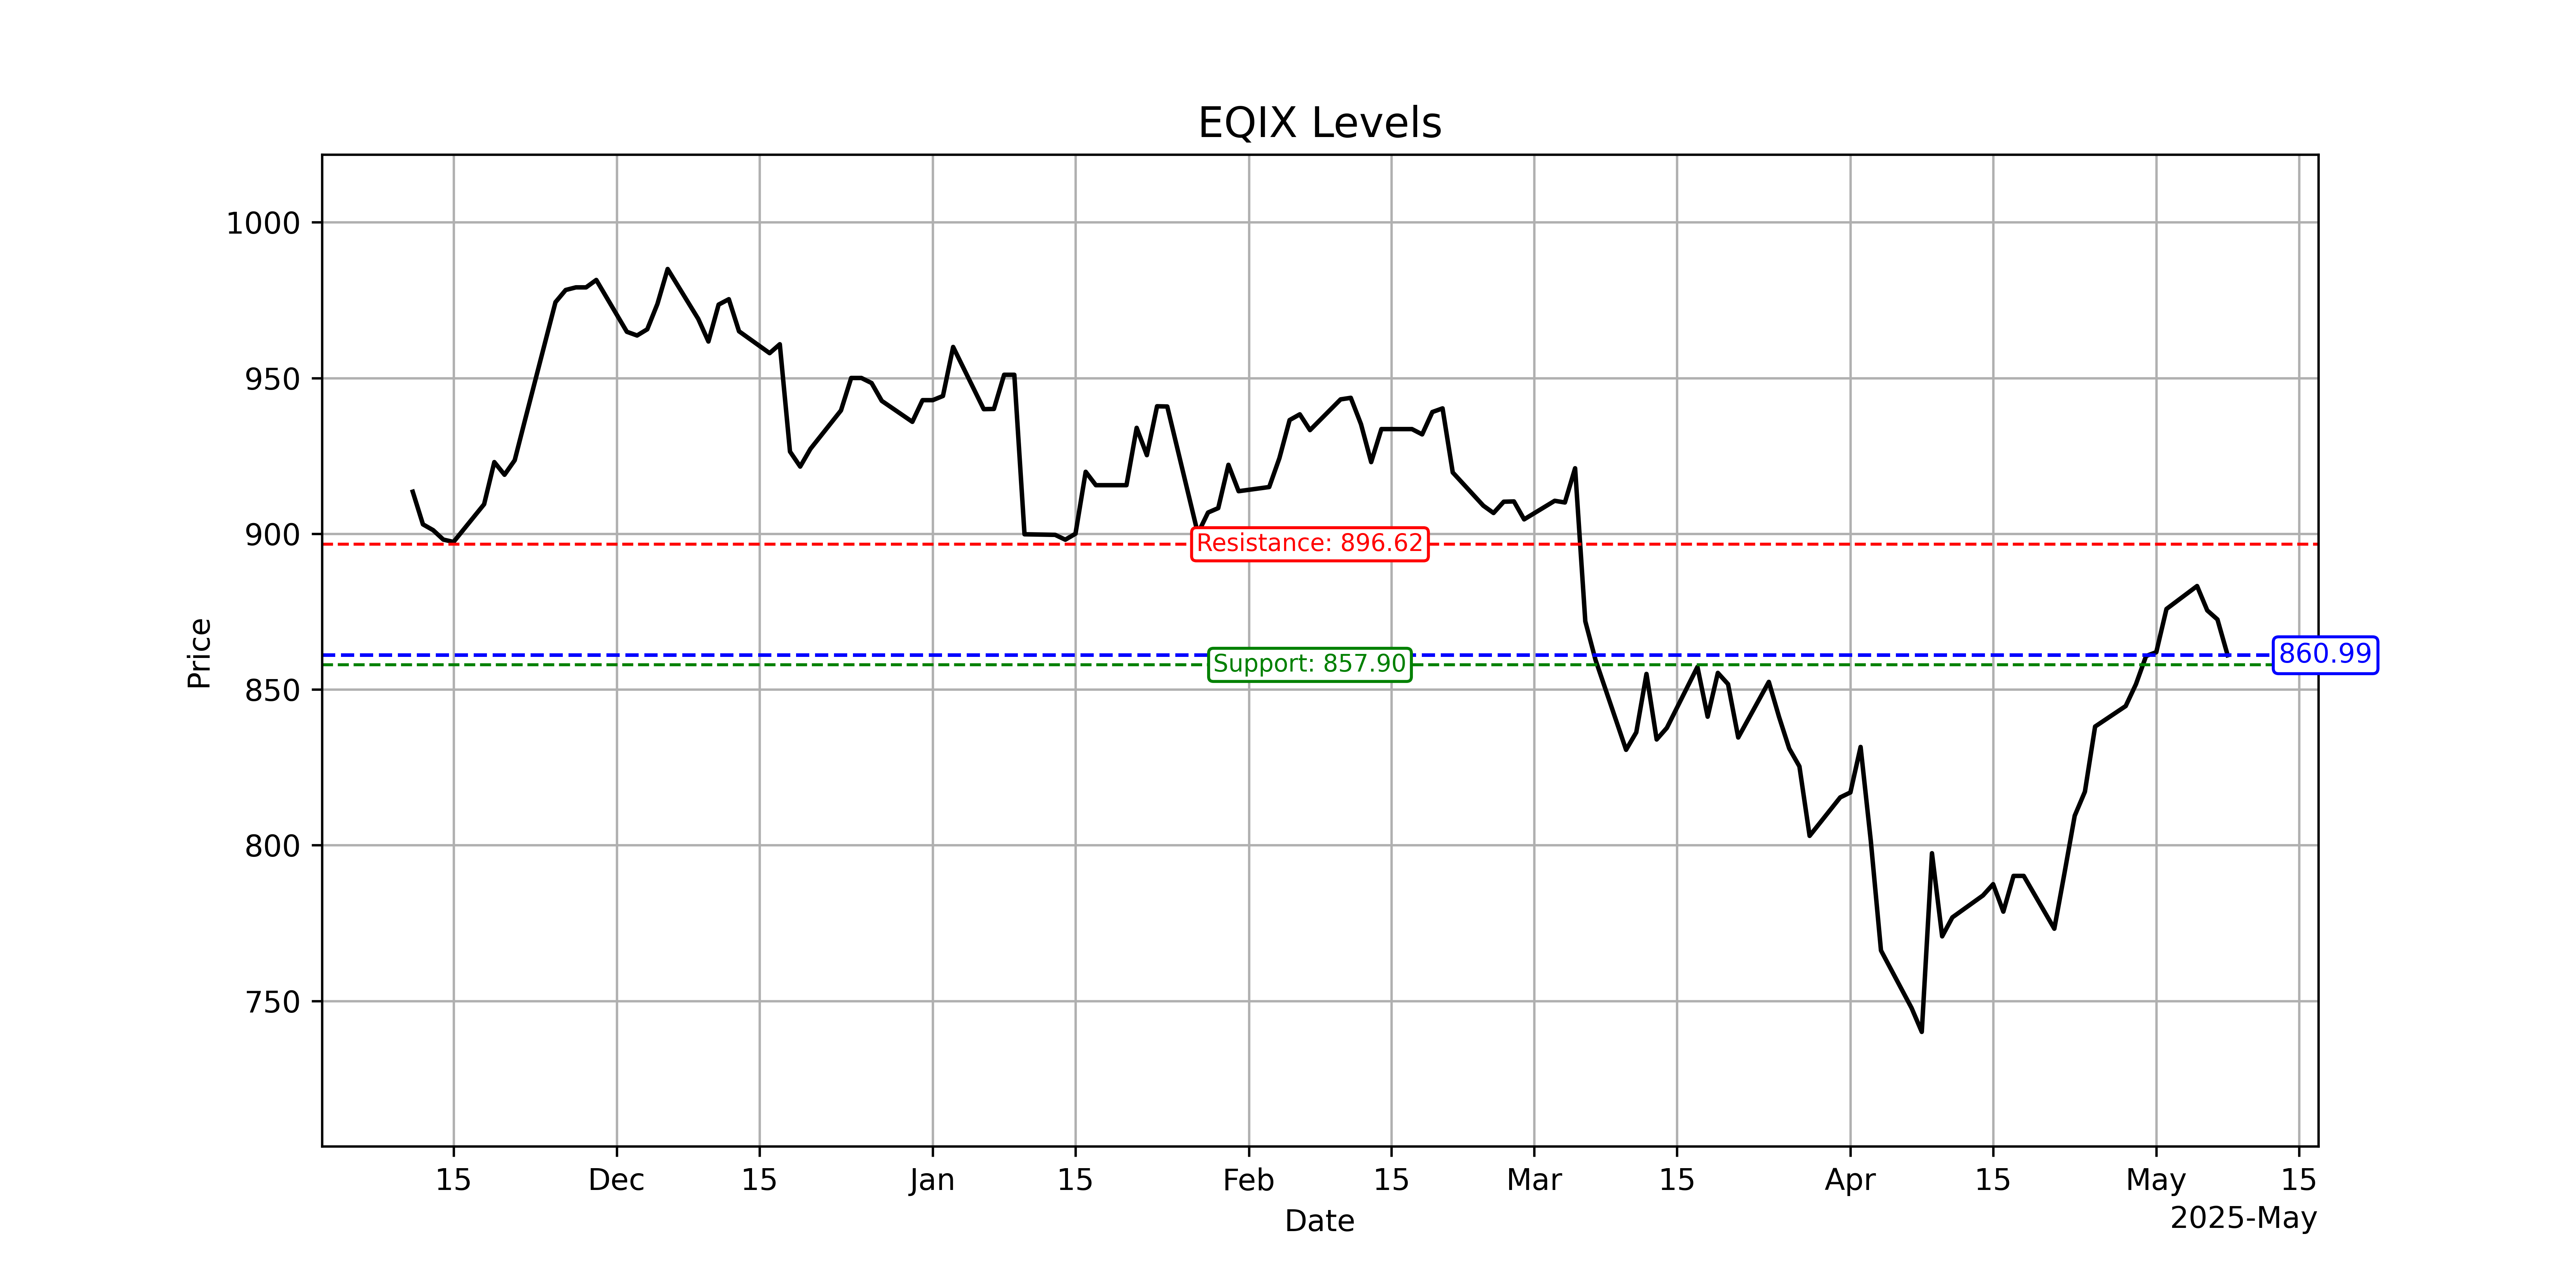 EQIX Levels
1000
950
900
850
800
750
Price
Resistance: 896.62
Support: 857.90
860.99
15 Dec 15 Jan 15 Feb 15 Mar 15 Apr 15 May 15
Date
2025-May